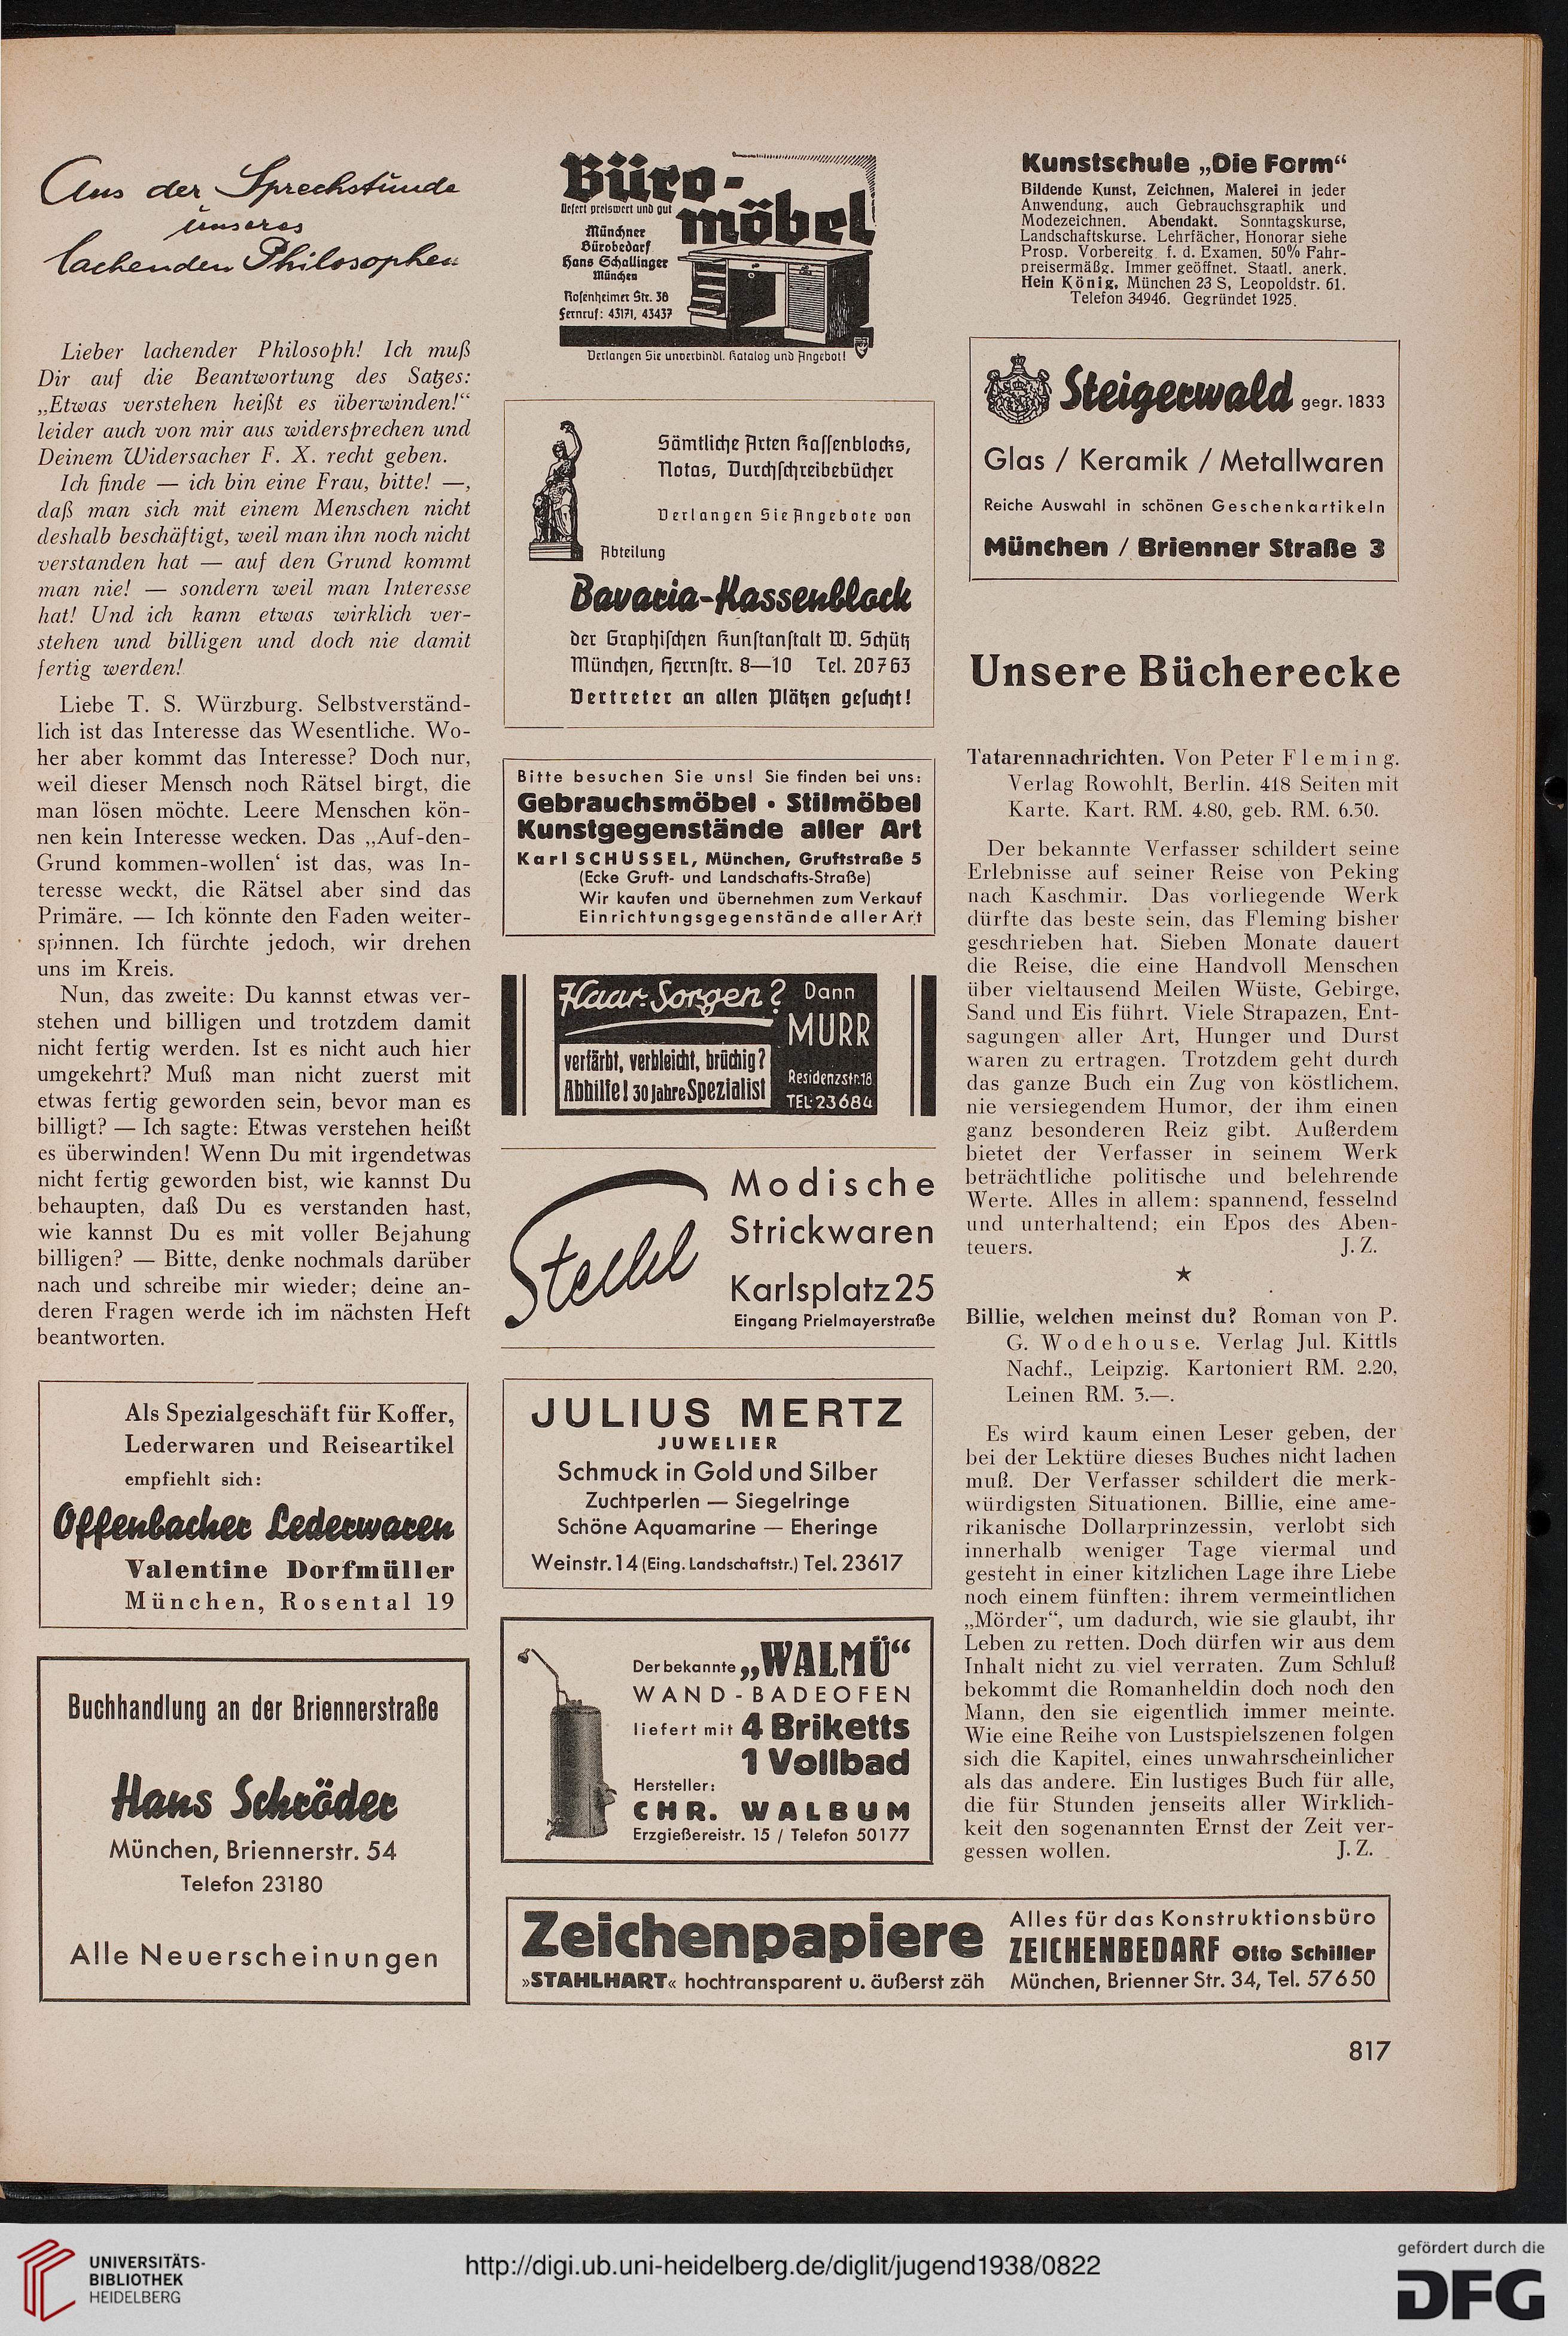 Aus der Sprechstunde
unseres
lachenden Philosophen
Lieber lachender Philosoph! Ich muß
Dir auf die Beantwortung des Satzes:
„Etwas verstehen heißt es überwinden!“
leider auch von mir aus widersprechen und
Deinem Widersacher F. X. recht geben.
Ich finde — ich bin eine Frau, bitte! —,
daß man sich mit einem Menschen nicht
deshalb beschäftigt, weil man ihn noch nicht
verstanden hat — auf den Grund kommt
man nie! — sondern weil man Interesse
hat! Und ich kann etwas wirklich ver-
stehen und billigen und doch nie damit
fertig werden!
Liebe T. S. Würzburg. Selbstverständ-
lich ist das Interesse das Wesentliche. Wo-
her aber kommt das Interesse? Doch nur,
weil dieser Mensch noch Rätsel birgt, die
man lösen möchte. Leere Menschen kön-
nen kein Interesse wecken. Das „Auf-den-
Grund kommen-wollen‘ ist das, was In-
teresse weckt, die Rätsel aber sind das
Primäre. — Ich könnte den Faden weiter-
spinnen. Ich fürchte jedoch, wir drehen
uns im Kreis.
Nun, das zweite: Du kannst etwas ver-
stehen und billigen und trotzdem damit
nicht fertig werden. Ist es nicht auch hier
umgekehrt? Muß man nicht zuerst mit
etwas fertig geworden sein, bevor man es
billigt? — Ich sagte: Etwas verstehen heißt
es überwinden! Wenn Du mit irgendetwas
nicht fertig geworden bist, wie kannst Du
behaupten, daß Du es verstanden hast,
wie kannst Du es mit voller Bejahung
billigen? — Bitte, denke nochmals darüber
nach und schreibe mir wieder; deine an-
deren Fragen werde ich im nächsten Heft
beantworten.
Als Spezialgeschäft für Koffer,
Lederwaren und Reiseartikel
empfiehlt sich:
Offenbacher Lederwaren
Valentine Dorfmüller
München, Rosental 19
Buchhandlung an der Briennerstraße
Hans Schröder
München, Briennerstr. 54
Telefon 23180
Alle Neuerscheinungen
Büro-
möbel
liefert preiswert und gut
Münchner
Bürobedarf
Hans Schallinger
München
Rosenheimer Str. 38
Fernruf: 43171, 43437
Verlangen Sie unverbindl. Katalog und Angebot!
Sämtliche Arten Kassenblocks,
Notas, Durchschreibebücher
Verlangen Sie Angebote von
Abteilung
Bavaria-Kassenblock
der Graphischen Kunstanstalt W. Schütz
München, Herrnstr. 8—10 Tel. 20763
Vertreter an allen Plätzen gesucht!
Bitte besuchen Sie uns! Sie finden bei uns:
Gebrauchsmöbel • Stilmöbel
Kunstgegenstände aller Art
Karl SCHÜSSEL, München, Gruftstraße 5
(Ecke Gruft- und Landschafts-Straße)
Wir kaufen und übernehmen zum Verkauf
Einrichtungsgegenstände aller Art
Haar-Sorgen? Dann
MURR
verfärbt, verbleicht, brüchig?
Abhilfe! 30 Jahre Spezialist
Residenzstr. 18
TEL: 23684
Stechl
Modische
Strickwaren
Karlsplatz 25
Eingang Prielmayerstraße
JULIUS MERTZ
JUWELIER
Schmuck in Gold und Silber
Zuchtperlen — Siegelringe
Schöne Aquamarine — Eheringe
Weinstr. 14 (Eing. Landschaftstr.) Tel. 23617
Der bekannte „WALMÜ“
WAND-BADEOFEN
liefert mit 4 Briketts
1 Vollbad
Hersteller:
CHR. WALBUM
Erzgießereistr. 15 / Telefon 50177
Kunstschule „Die Form“
Bildende Kunst, Zeichnen, Malerei in jeder
Anwendung, auch Gebrauchsgraphik und
Modezeichnen. Abendakt. Sonntagskurse,
Landschaftskurse. Lehrfächer, Honorar siehe
Prosp. Vorbereitg. f. d. Examen. 50% Fahr-
preisermäßg. Immer geöffnet. Staatl. anerk.
Hein König, München 23 S, Leopoldstr. 61.
Telefon 34946. Gegründet 1925.
Steigerwald gegr. 1833
Glas / Keramik / Metallwaren
Reiche Auswahl in schönen Geschenkartikeln
München / Brienner Straße 3
Unsere Bücherecke
Tatarennachrichten. Von Peter Fleming.
Verlag Rowohlt, Berlin. 418 Seiten mit
Karte. Kart. RM. 4.80, geb. RM. 6.50.
Der bekannte Verfasser schildert seine
Erlebnisse auf seiner Reise von Peking
nach Kaschmir. Das vorliegende Werk
dürfte das beste sein, das Fleming bisher
geschrieben hat. Sieben Monate dauert
die Reise, die eine Handvoll Menschen
über vieltausend Meilen Wüste, Gebirge,
Sand und Eis führt. Viele Strapazen, Ent-
sagungen aller Art, Hunger und Durst
waren zu ertragen. Trotzdem geht durch
das ganze Buch ein Zug von köstlichem,
nie versiegendem Humor, der ihm einen
ganz besonderen Reiz gibt. Außerdem
bietet der Verfasser in seinem Werk
beträchtliche politische und belehrende
Werte. Alles in allem: spannend, fesselnd
und unterhaltend; ein Epos des Aben-
teuers. J. Z.
Billie, welchen meinst du? Roman von P.
G. Wodehouse. Verlag Jul. Kittls
Nachf., Leipzig. Kartoniert RM. 2.20,
Leinen RM. 3.—.
Es wird kaum einen Leser geben, der
bei der Lektüre dieses Buches nicht lachen
muß. Der Verfasser schildert die merk-
würdigsten Situationen. Billie, eine ame-
rikanische Dollarprinzessin, verlobt sich
innerhalb weniger Tage viermal und
gesteht in einer kitzlichen Lage ihre Liebe
noch einem fünften: ihrem vermeintlichen
„Mörder“, um dadurch, wie sie glaubt, ihr
Leben zu retten. Doch dürfen wir aus dem
Inhalt nicht zu viel verraten. Zum Schluß
bekommt die Romanheldin doch noch den
Mann, den sie eigentlich immer meinte.
Wie eine Reihe von Lustspielszenen folgen
sich die Kapitel, eines unwahrscheinlicher
als das andere. Ein lustiges Buch für alle,
die für Stunden jenseits aller Wirklich-
keit den sogenannten Ernst der Zeit ver-
gessen wollen. J. Z.
Zeichenpapiere
»STAHLHART« hochtransparent u. äußerst zäh
Alles für das Konstruktionsbüro
ZEICHENBEDARF Otto Schiller
München, Brienner Str. 34, Tel. 57650
817
UNIVERSITÄTS-
BIBLIOTHEK
HEIDELBERG
http://digi.ub.uni-heidelberg.de/diglit/jugend1938/0822
gefördert durch die
DFG